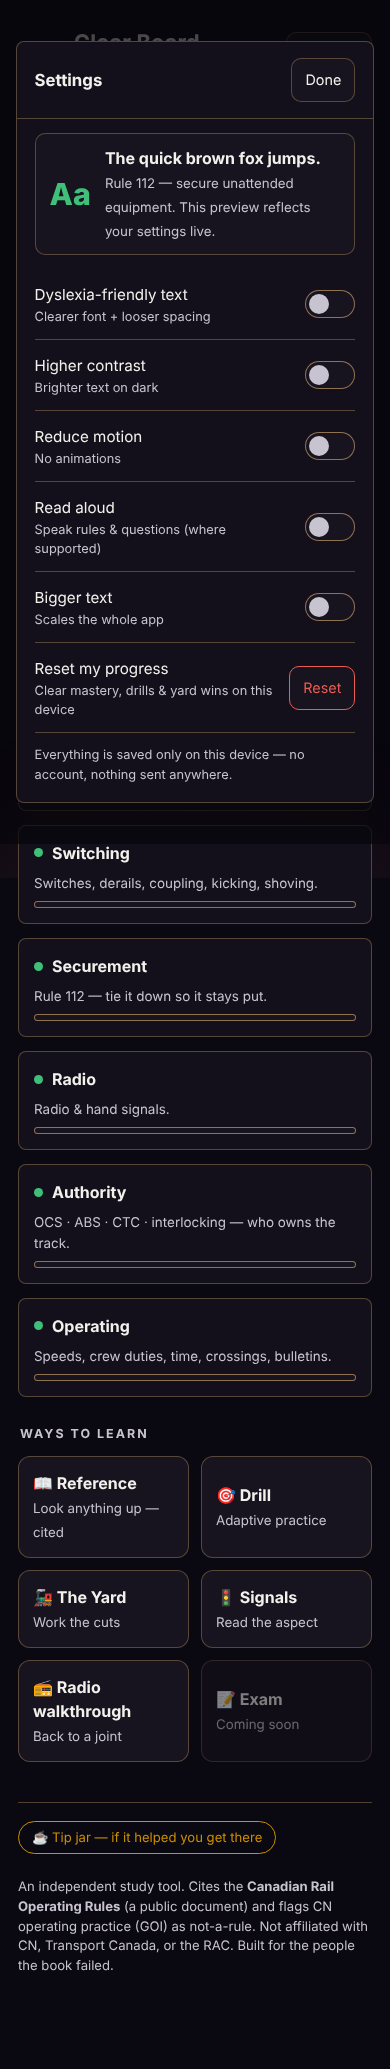 Clear Board
Settings
Done
Aa
The quick brown fox jumps.
Rule 112 — secure unattended
equipment. This preview reflects
your settings live.
Dyslexia-friendly text
Clearer font + looser spacing
Higher contrast
Brighter text on dark
Reduce motion
No animations
Read aloud
Speak rules & questions (where
supported)
Bigger text
Scales the whole app
Reset my progress
Clear mastery, drills & yard wins on this
device
Reset
Everything is saved only on this device — no
account, nothing sent anywhere.
Switching
Switches, derails, coupling, kicking, shoving.
Securement
Rule 112 — tie it down so it stays put.
Radio
Radio & hand signals.
Authority
OCS · ABS · CTC · interlocking — who owns the
track.
Operating
Speeds, crew duties, time, crossings, bulletins.
WAYS TO LEARN
📖 Reference
Look anything up —
cited
🎯 Drill
Adaptive practice
🚂 The Yard
Work the cuts
🚦 Signals
Read the aspect
📻 Radio
walkthrough
Back to a joint
📝 Exam
Coming soon
☕ Tip jar — if it helped you get there
An independent study tool. Cites the Canadian Rail
Operating Rules (a public document) and flags CN
operating practice (GOI) as not-a-rule. Not affiliated with
CN, Transport Canada, or the RAC. Built for the people
the book failed.